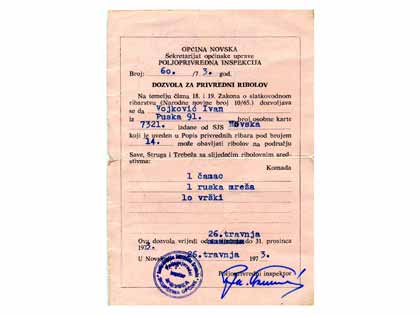 OPĆINA NOVSKA
Sekretarijat općinske uprave
POLJOPRIVREDNA INSPEKCIJA
Broj: 60. /73. god.
DOZVOLA ZA PRIVREDNI RIBOLOV
Na temelju člana 18. i 19. Zakona o slatkovodnom
ribarstvu (Narodne novine broj 10/65.) dozvoljava
se da Vojković Ivan
iz Puska 91. broj osobne karte
7321. izdane od SJS Novska
koji je uveden u Popis privrednih ribara pod brojem
14. može obavljati ribolov na području
Save, Struga i Trebeža sa slijedećim ribolovnim sred-
stvima:
Komada
1 čamac
1 ruska mreža
1o vrški
26.travnja
Ova dozvola vrijedi od do 31. prosinca
1973.
U Novskoj 26.travnja 1973.
Poljoprivredni inspektor